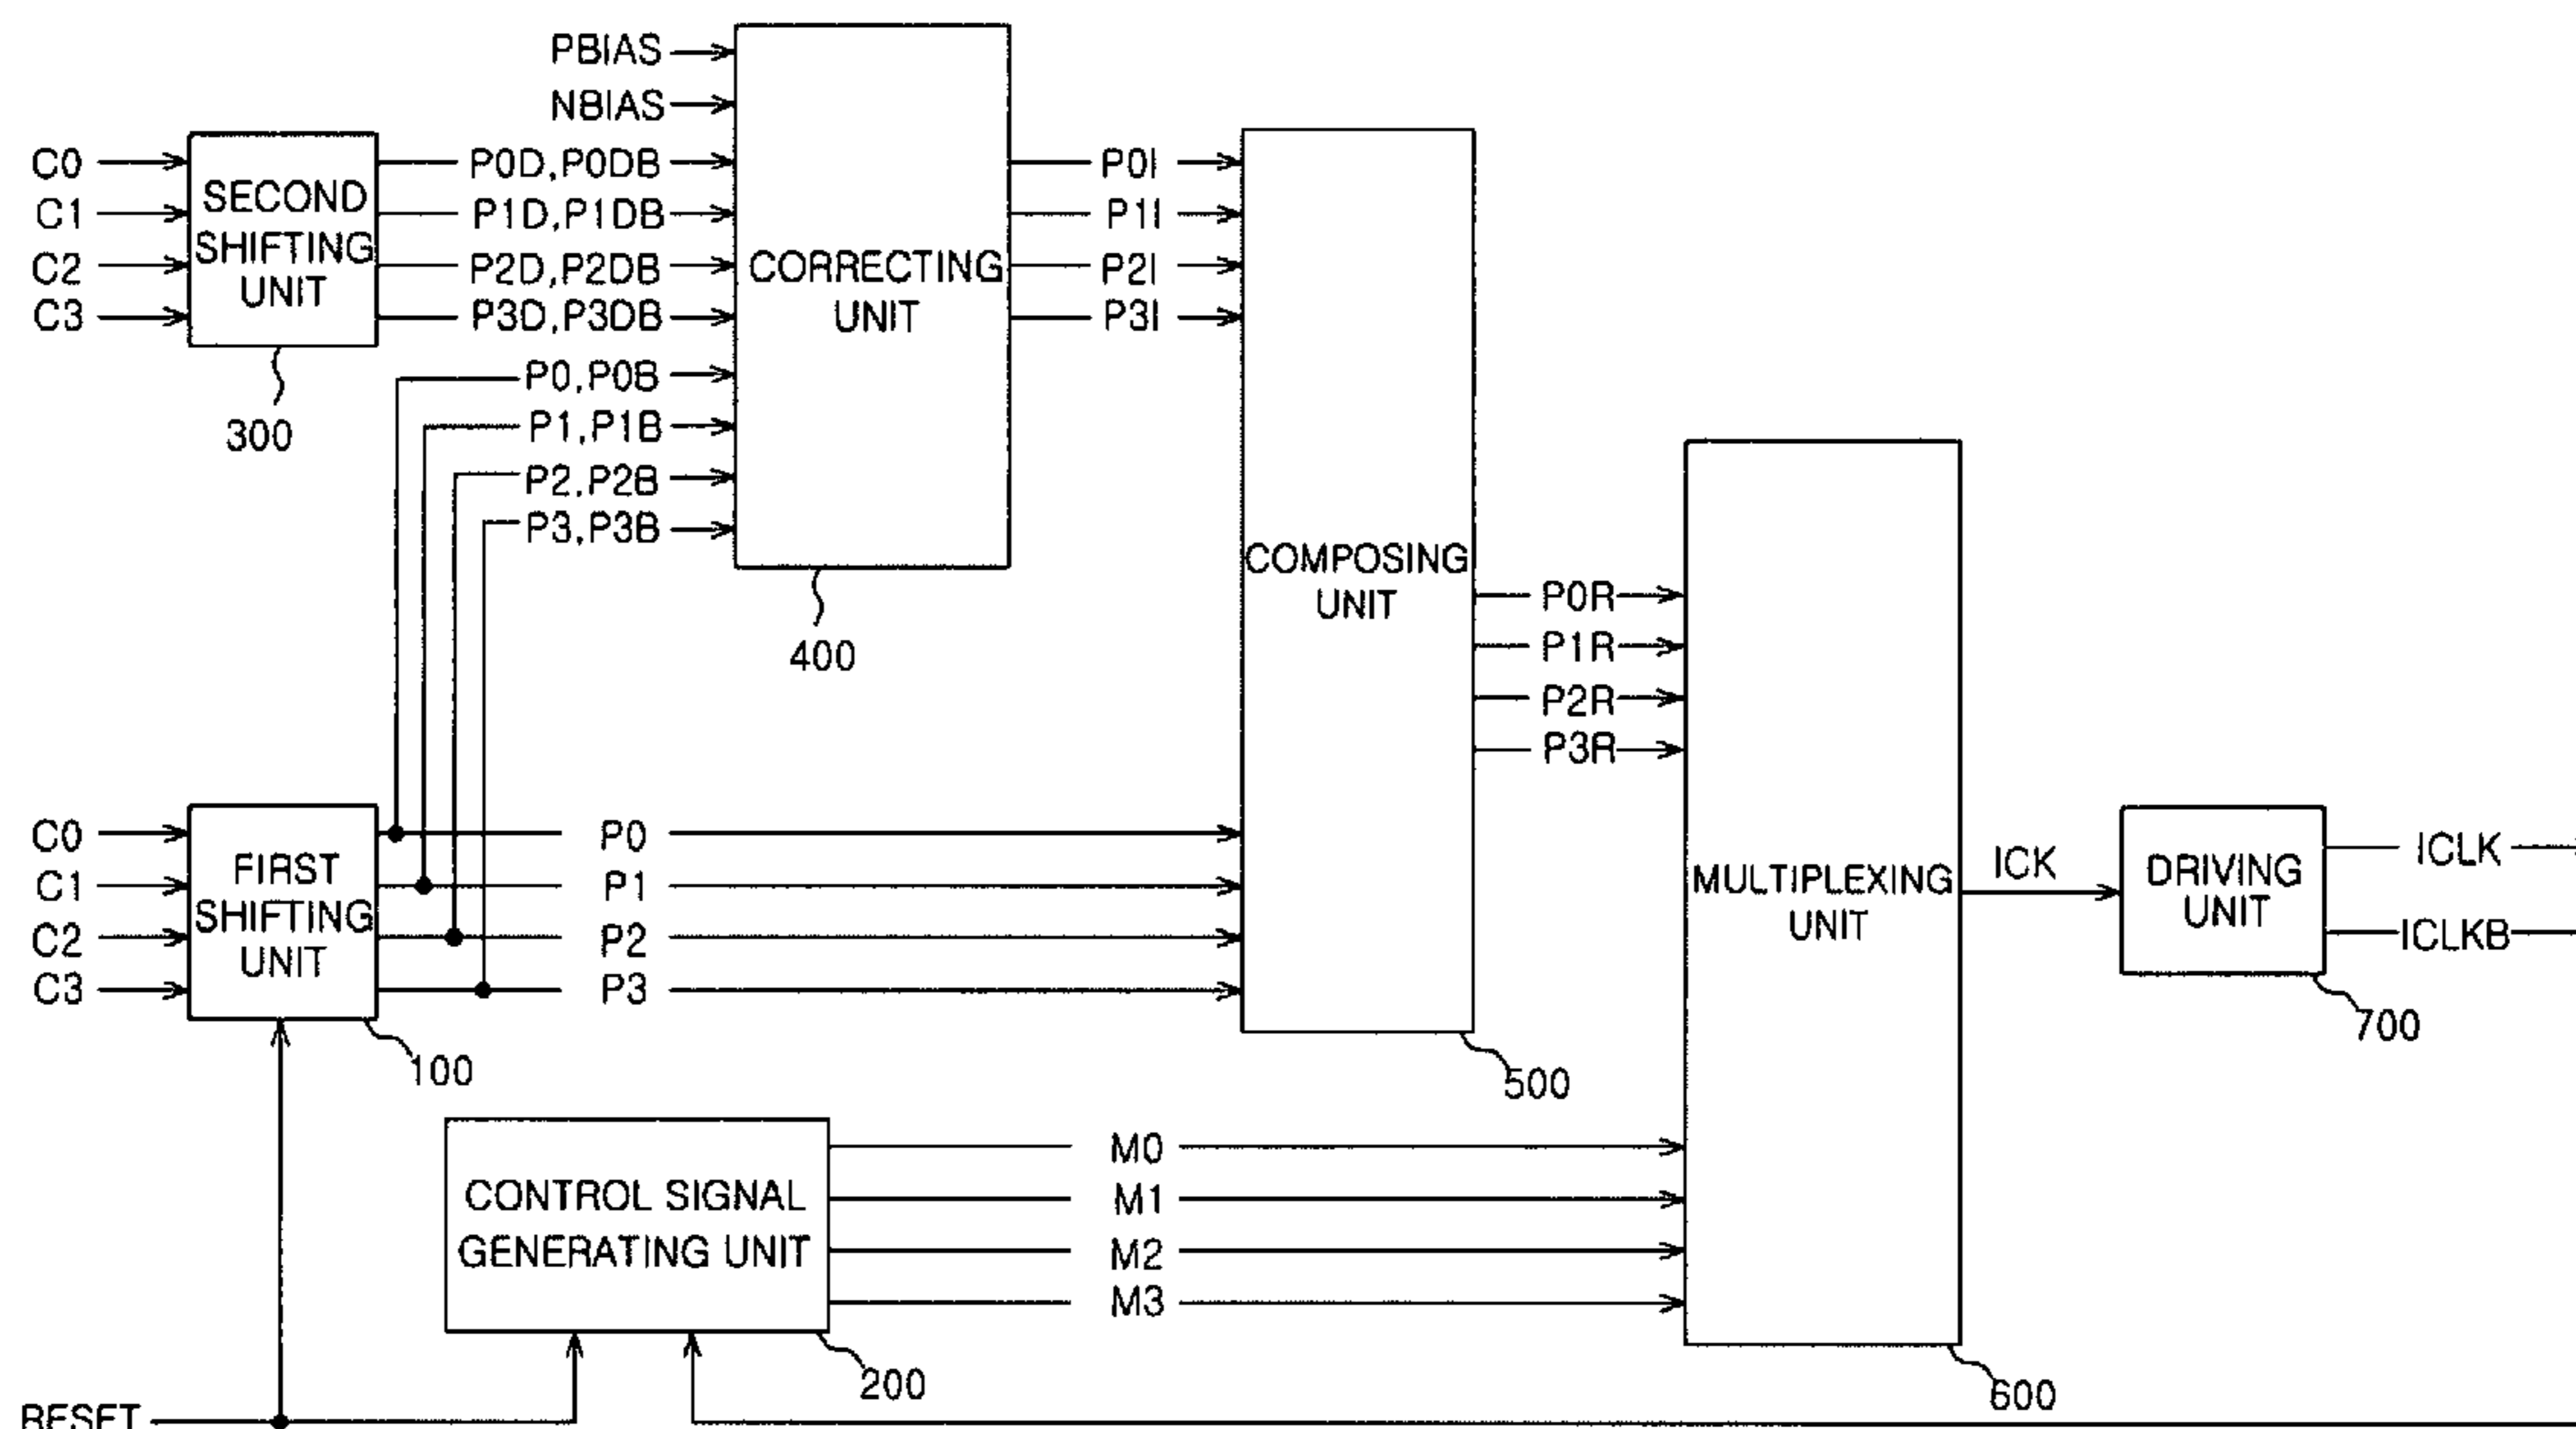 PBIAS
NBIAS
C0
C1
C2
C3
SECOND
SHIFTING
UNIT
300
P0D,P0DB
P1D,P1DB
P2D,P2DB
P3D,P3DB
P0,P0B
P1,P1B
P2,P2B
P3,P3B
CORRECTING
UNIT
400
P0I
P1I
P2I
P3I
COMPOSING
UNIT
500
P0R
P1R
P2R
P3R
C0
C1
C2
C3
FIRST
SHIFTING
UNIT
100
P0
P1
P2
P3
MULTIPLEXING
UNIT
600
ICK
DRIVING
UNIT
700
ICLK
ICLKB
CONTROL SIGNAL
GENERATING UNIT
200
M0
M1
M2
M3
RESET